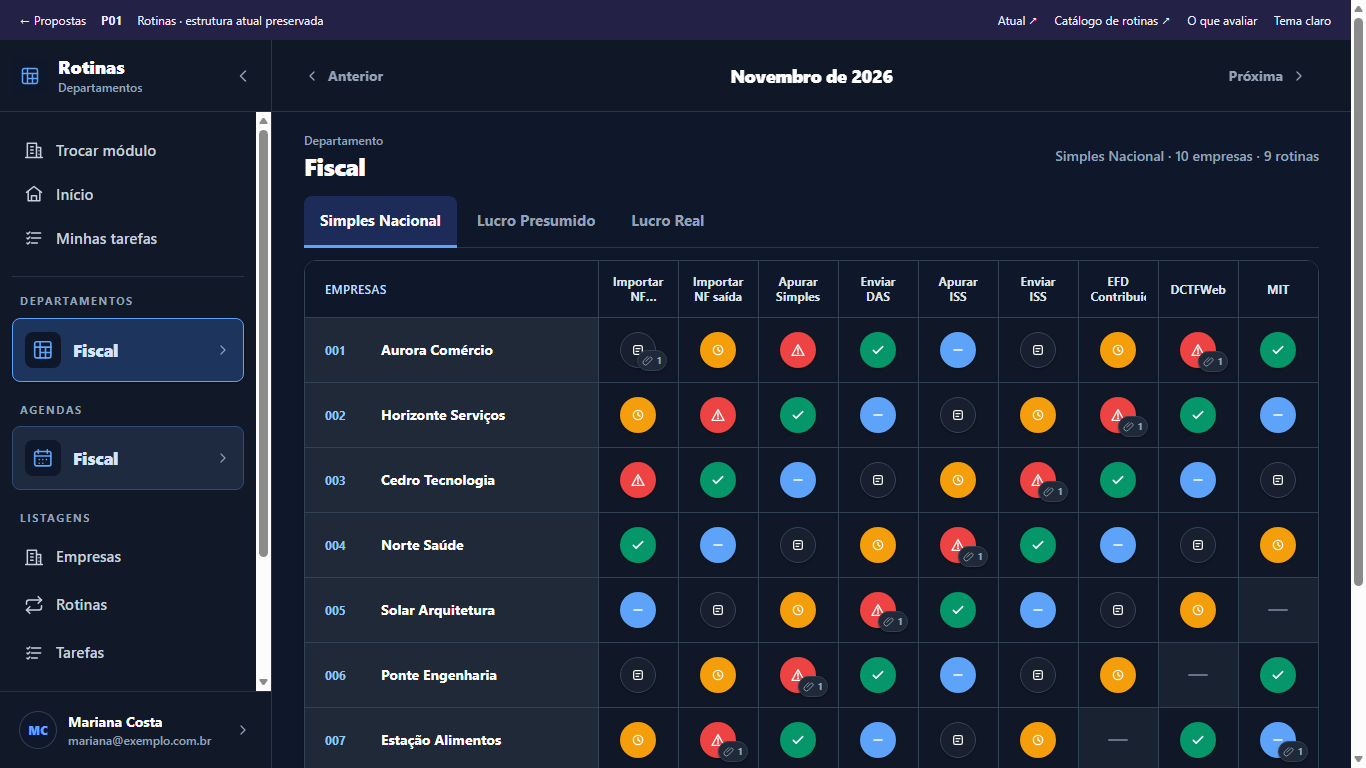 ← Propostas P01 Rotinas · estrutura atual preservada Atual ↗ Catálogo de rotinas ↗ O que avaliar Tema claro
Rotinas
Departamentos
Anterior Novembro de 2026 Próxima
Trocar módulo
Início
Minhas tarefas
DEPARTAMENTOS
Fiscal
AGENDAS
Fiscal
LISTAGENS
Empresas
Rotinas
Tarefas
MC Mariana Costa
mariana@exemplo.com.br
Departamento
Fiscal
Simples Nacional · 10 empresas · 9 rotinas
Simples Nacional Lucro Presumido Lucro Real
EMPRESAS
Importar NF...
Importar NF saída
Apurar Simples
Enviar DAS
Apurar ISS
Enviar ISS
EFD Contribui
DCTFWeb
MIT
001 Aurora Comércio 1 1
002 Horizonte Serviços 1
003 Cedro Tecnologia 1
004 Norte Saúde 1
005 Solar Arquitetura 1
006 Ponte Engenharia 1
007 Estação Alimentos 1 1